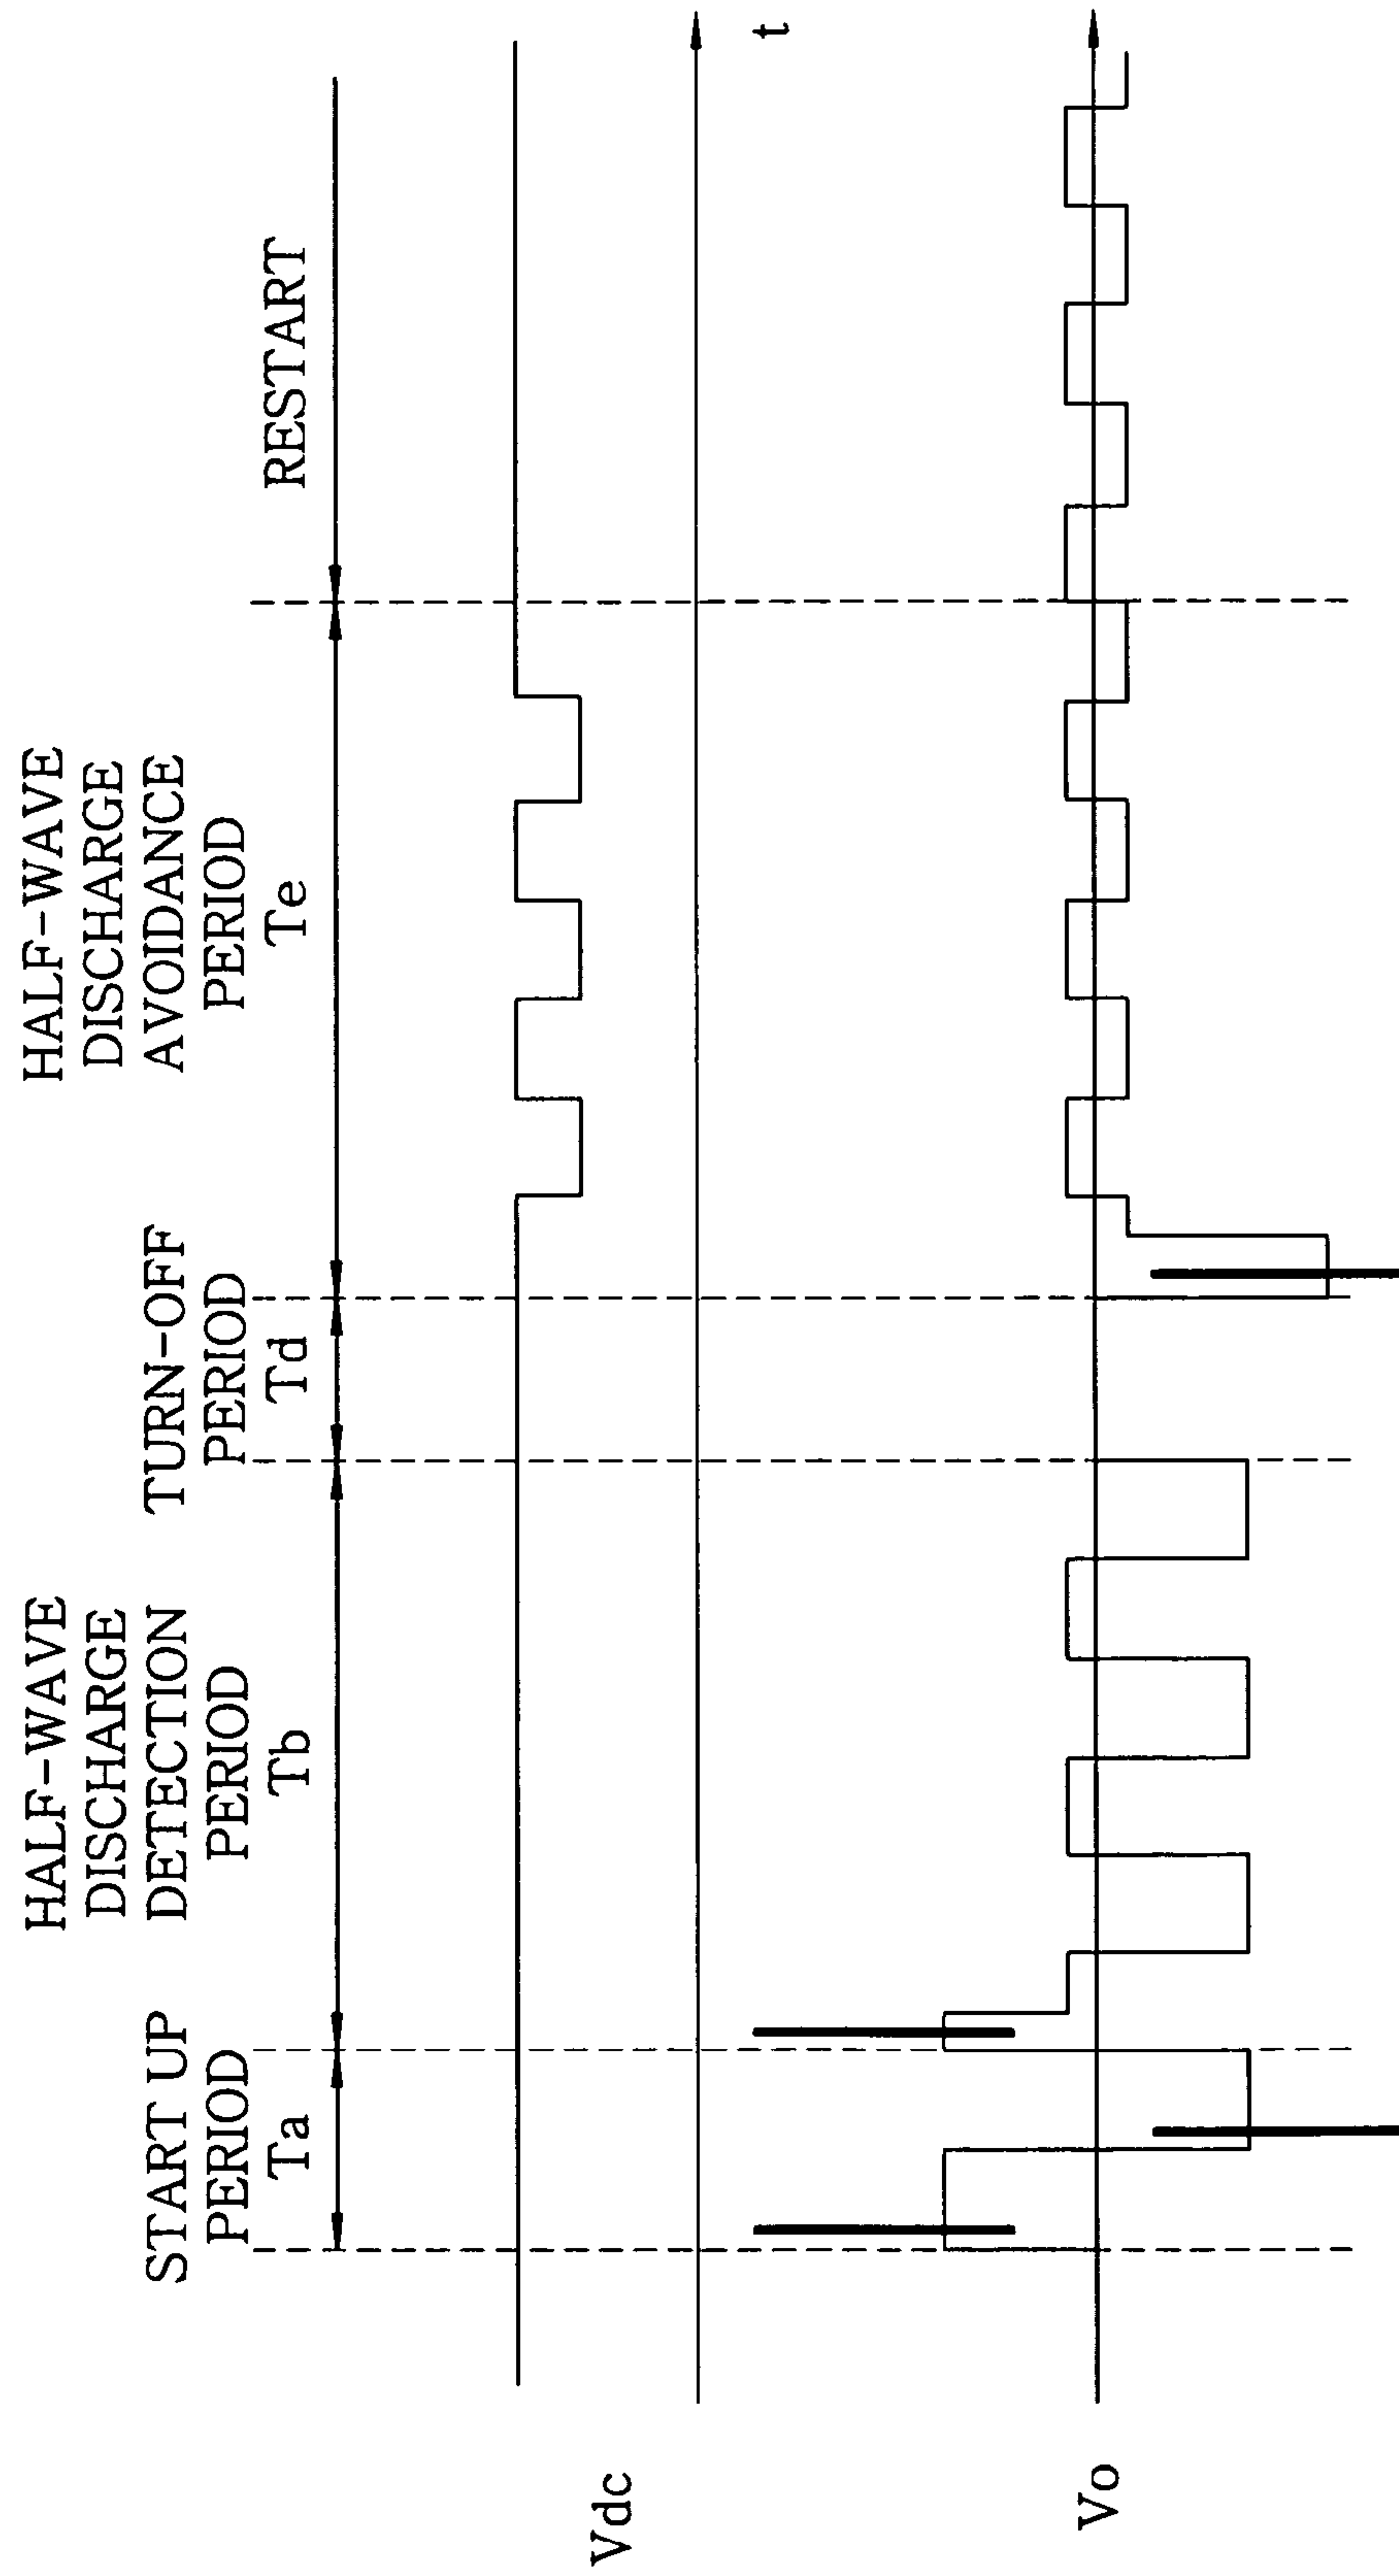 START UP
PERIOD
Ta
HALF-WAVE
DISCHARGE
DETECTION
PERIOD
Tb
TURN-OFF
PERIOD
Td
HALF-WAVE
DISCHARGE
AVOIDANCE
PERIOD
Te
RESTART
Vdc
t
Vo